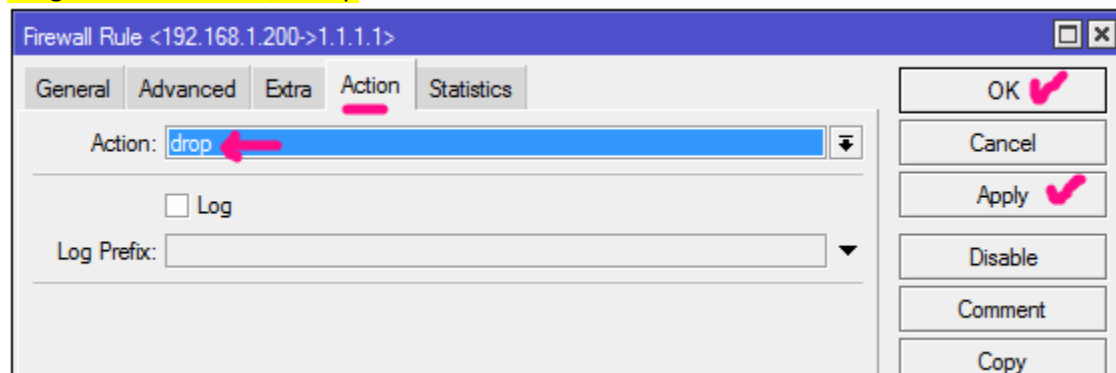 Firewall Rule <192.168.1.200->1.1.1.1>
General Advanced Extra Action Statistics
OK
Action: drop
Cancel
Log
Apply
Log Prefix:
Disable
Comment
Copy